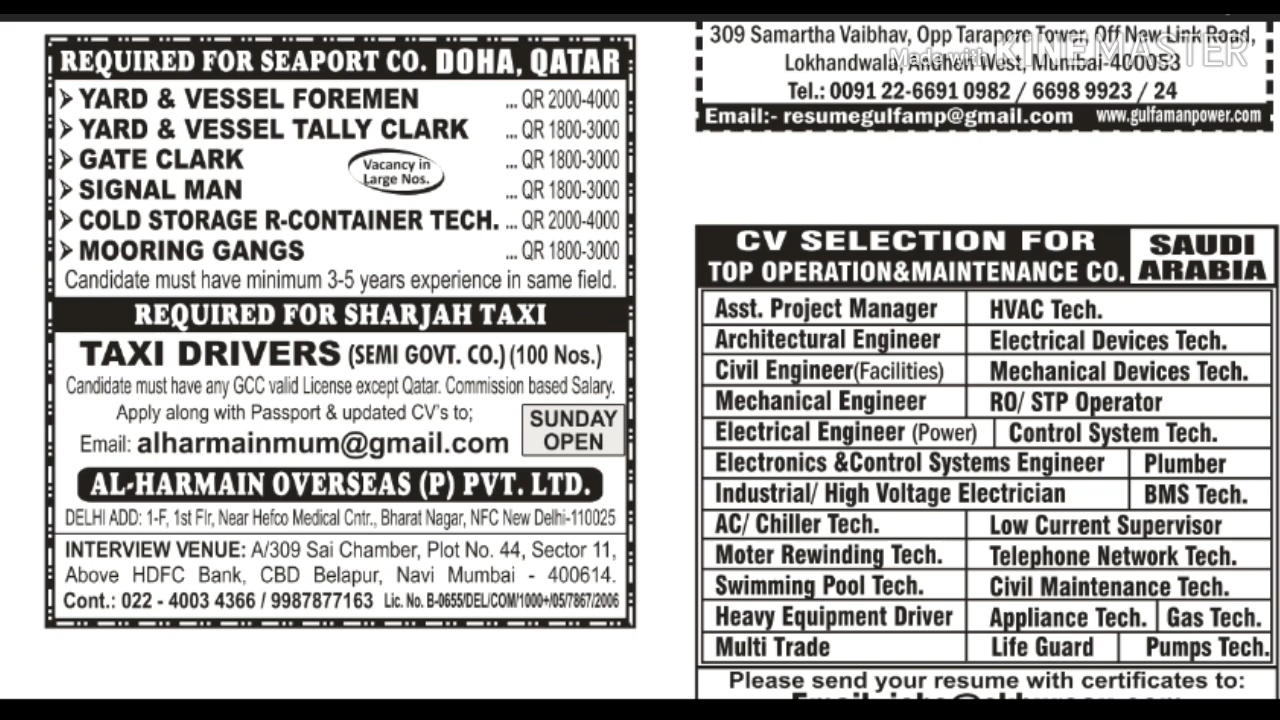 REQUIRED FOR SEAPORT CO. DOHA, QATAR
YARD & VESSEL FOREMEN ... QR 2000-4000
YARD & VESSEL TALLY CLARK ... QR 1800-3000
GATE CLARK ... QR 1800-3000
Vacancy in
Large Nos.
SIGNAL MAN ... QR 1800-3000
COLD STORAGE R-CONTAINER TECH. ... QR 2000-4000
MOORING GANGS ... QR 1800-3000
Candidate must have minimum 3-5 years experience in same field.
REQUIRED FOR SHARJAH TAXI
TAXI DRIVERS (SEMI GOVT. CO.) (100 Nos.)
Candidate must have any GCC valid License except Qatar. Commission based Salary.
Apply along with Passport & updated CV's to;
Email: alharmainmum@gmail.com
SUNDAY
OPEN
AL-HARMAIN OVERSEAS (P) PVT. LTD.
DELHI ADD: 1-F, 1st Flr, Near Hefco Medical Cntr., Bharat Nagar, NFC New Delhi-110025
INTERVIEW VENUE: A/309 Sai Chamber, Plot No. 44, Sector 11,
Above HDFC Bank, CBD Belapur, Navi Mumbai - 400614.
Cont.: 022 - 4003 4366 / 9987877163 Lic. No. B-0655/DEL/COM/1000+/05/7867/2006
309 Samartha Vaibhav, Opp Tarapere Tower, Off New Link Road,
Lokhandwala, Andheri West, Mumbai-400053
Made with KINEMASTER
Tel.: 0091 22-6691 0982 / 6698 9923 / 24
Email:- resumegulfamp@gmail.com www.gulfamanpower.com
CV SELECTION FOR
TOP OPERATION&MAINTENANCE CO.
SAUDI
ARABIA
Asst. Project Manager HVAC Tech.
Architectural Engineer Electrical Devices Tech.
Civil Engineer(Facilities) Mechanical Devices Tech.
Mechanical Engineer RO/ STP Operator
Electrical Engineer (Power) Control System Tech.
Electronics &Control Systems Engineer Plumber
Industrial/ High Voltage Electrician BMS Tech.
AC/ Chiller Tech. Low Current Supervisor
Moter Rewinding Tech. Telephone Network Tech.
Swimming Pool Tech. Civil Maintenance Tech.
Heavy Equipment Driver Appliance Tech. Gas Tech.
Multi Trade Life Guard Pumps Tech.
Please send your resume with certificates to: